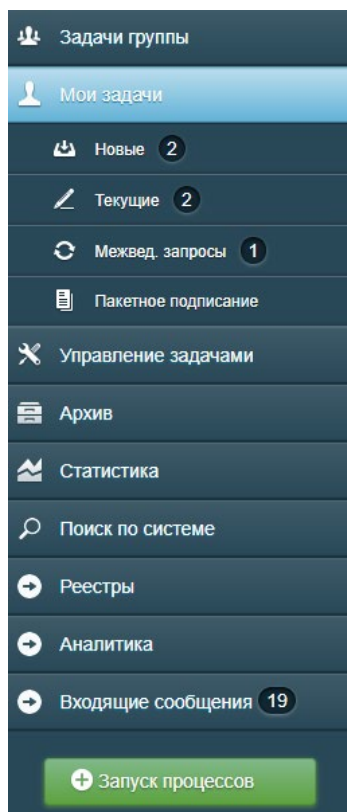 Задачи группы
Мои задачи
Новые 2
Текущие 2
Межвед. запросы 1
Пакетное подписание
Управление задачами
Архив
Статистика
Поиск по системе
Реестры
Аналитика
Входящие сообщения 19
Запуск процессов